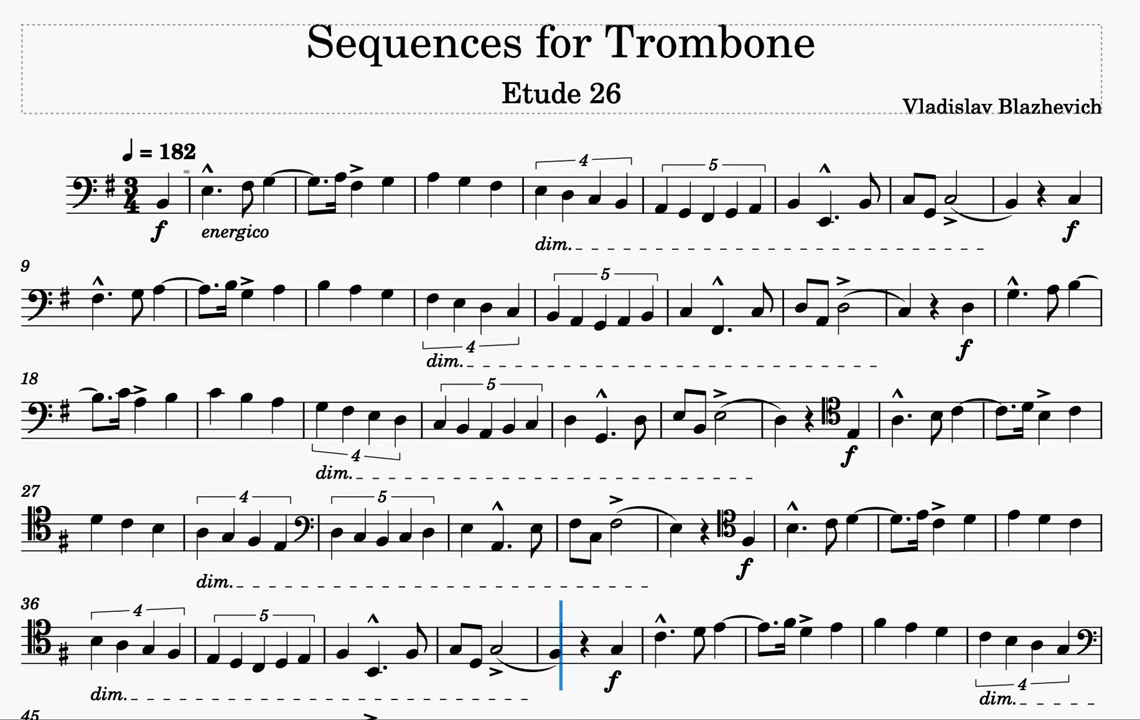 Sequences for Trombone
Etude 26
Vladislav Blazhevich
♩ = 182
4 5
3
4
f energico dim. f
9
5
4
dim. f
18
5
4
dim. f
27
4 5
dim. f
36
4 5
f
4
dim. dim.
45